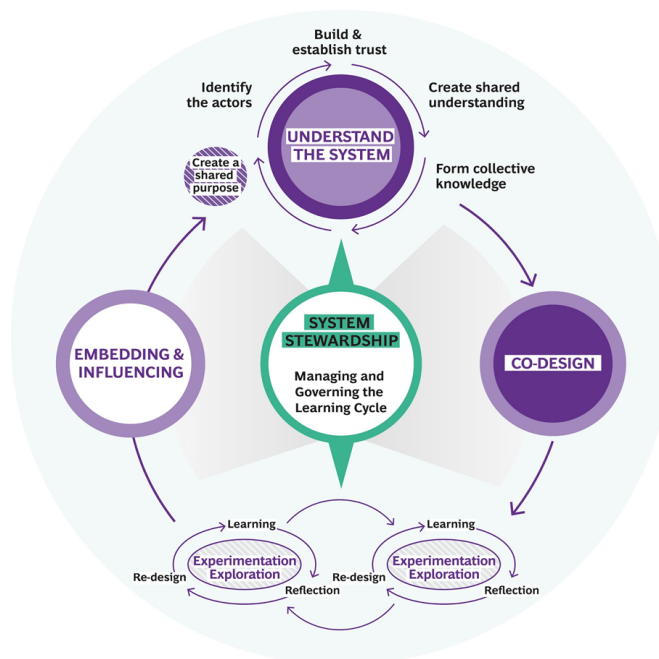 Build &
establish trust
Identify
the actors
Create shared
understanding
UNDERSTAND
THE SYSTEM
Create a
shared
purpose
Form collective
knowledge
SYSTEM
STEWARDSHIP
Managing and
Governing the
Learning Cycle
EMBEDDING &
INFLUENCING
CO-DESIGN
Learning
Experimentation
Exploration
Re-design
Reflection
Learning
Experimentation
Exploration
Re-design
Reflection